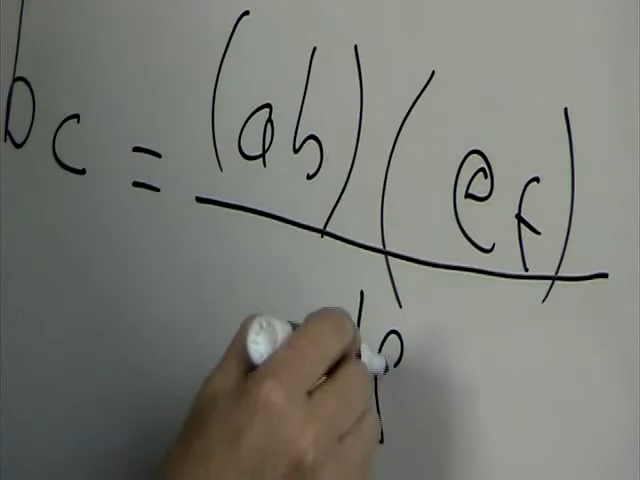 bc = (ab)(ef)
p